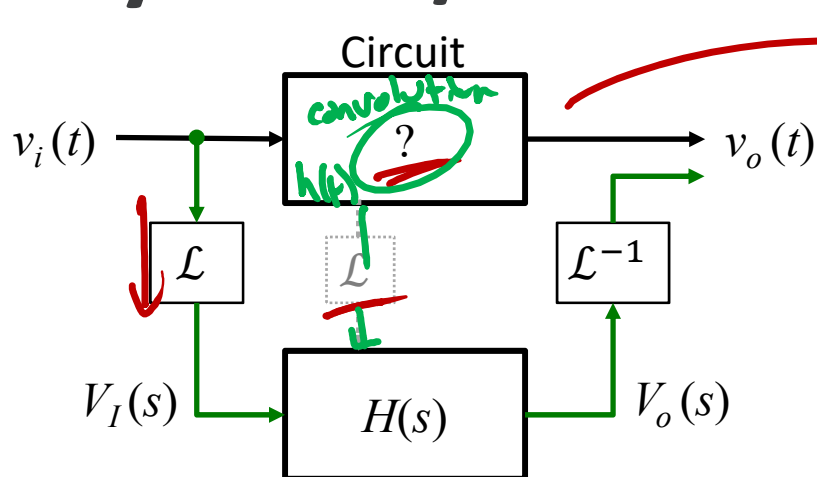 Circuit
convolution
v_i(t)
?
v_o(t)
h(t)
ℒ
ℒ
ℒ⁻¹
V_I(s)
H(s)
V_o(s)